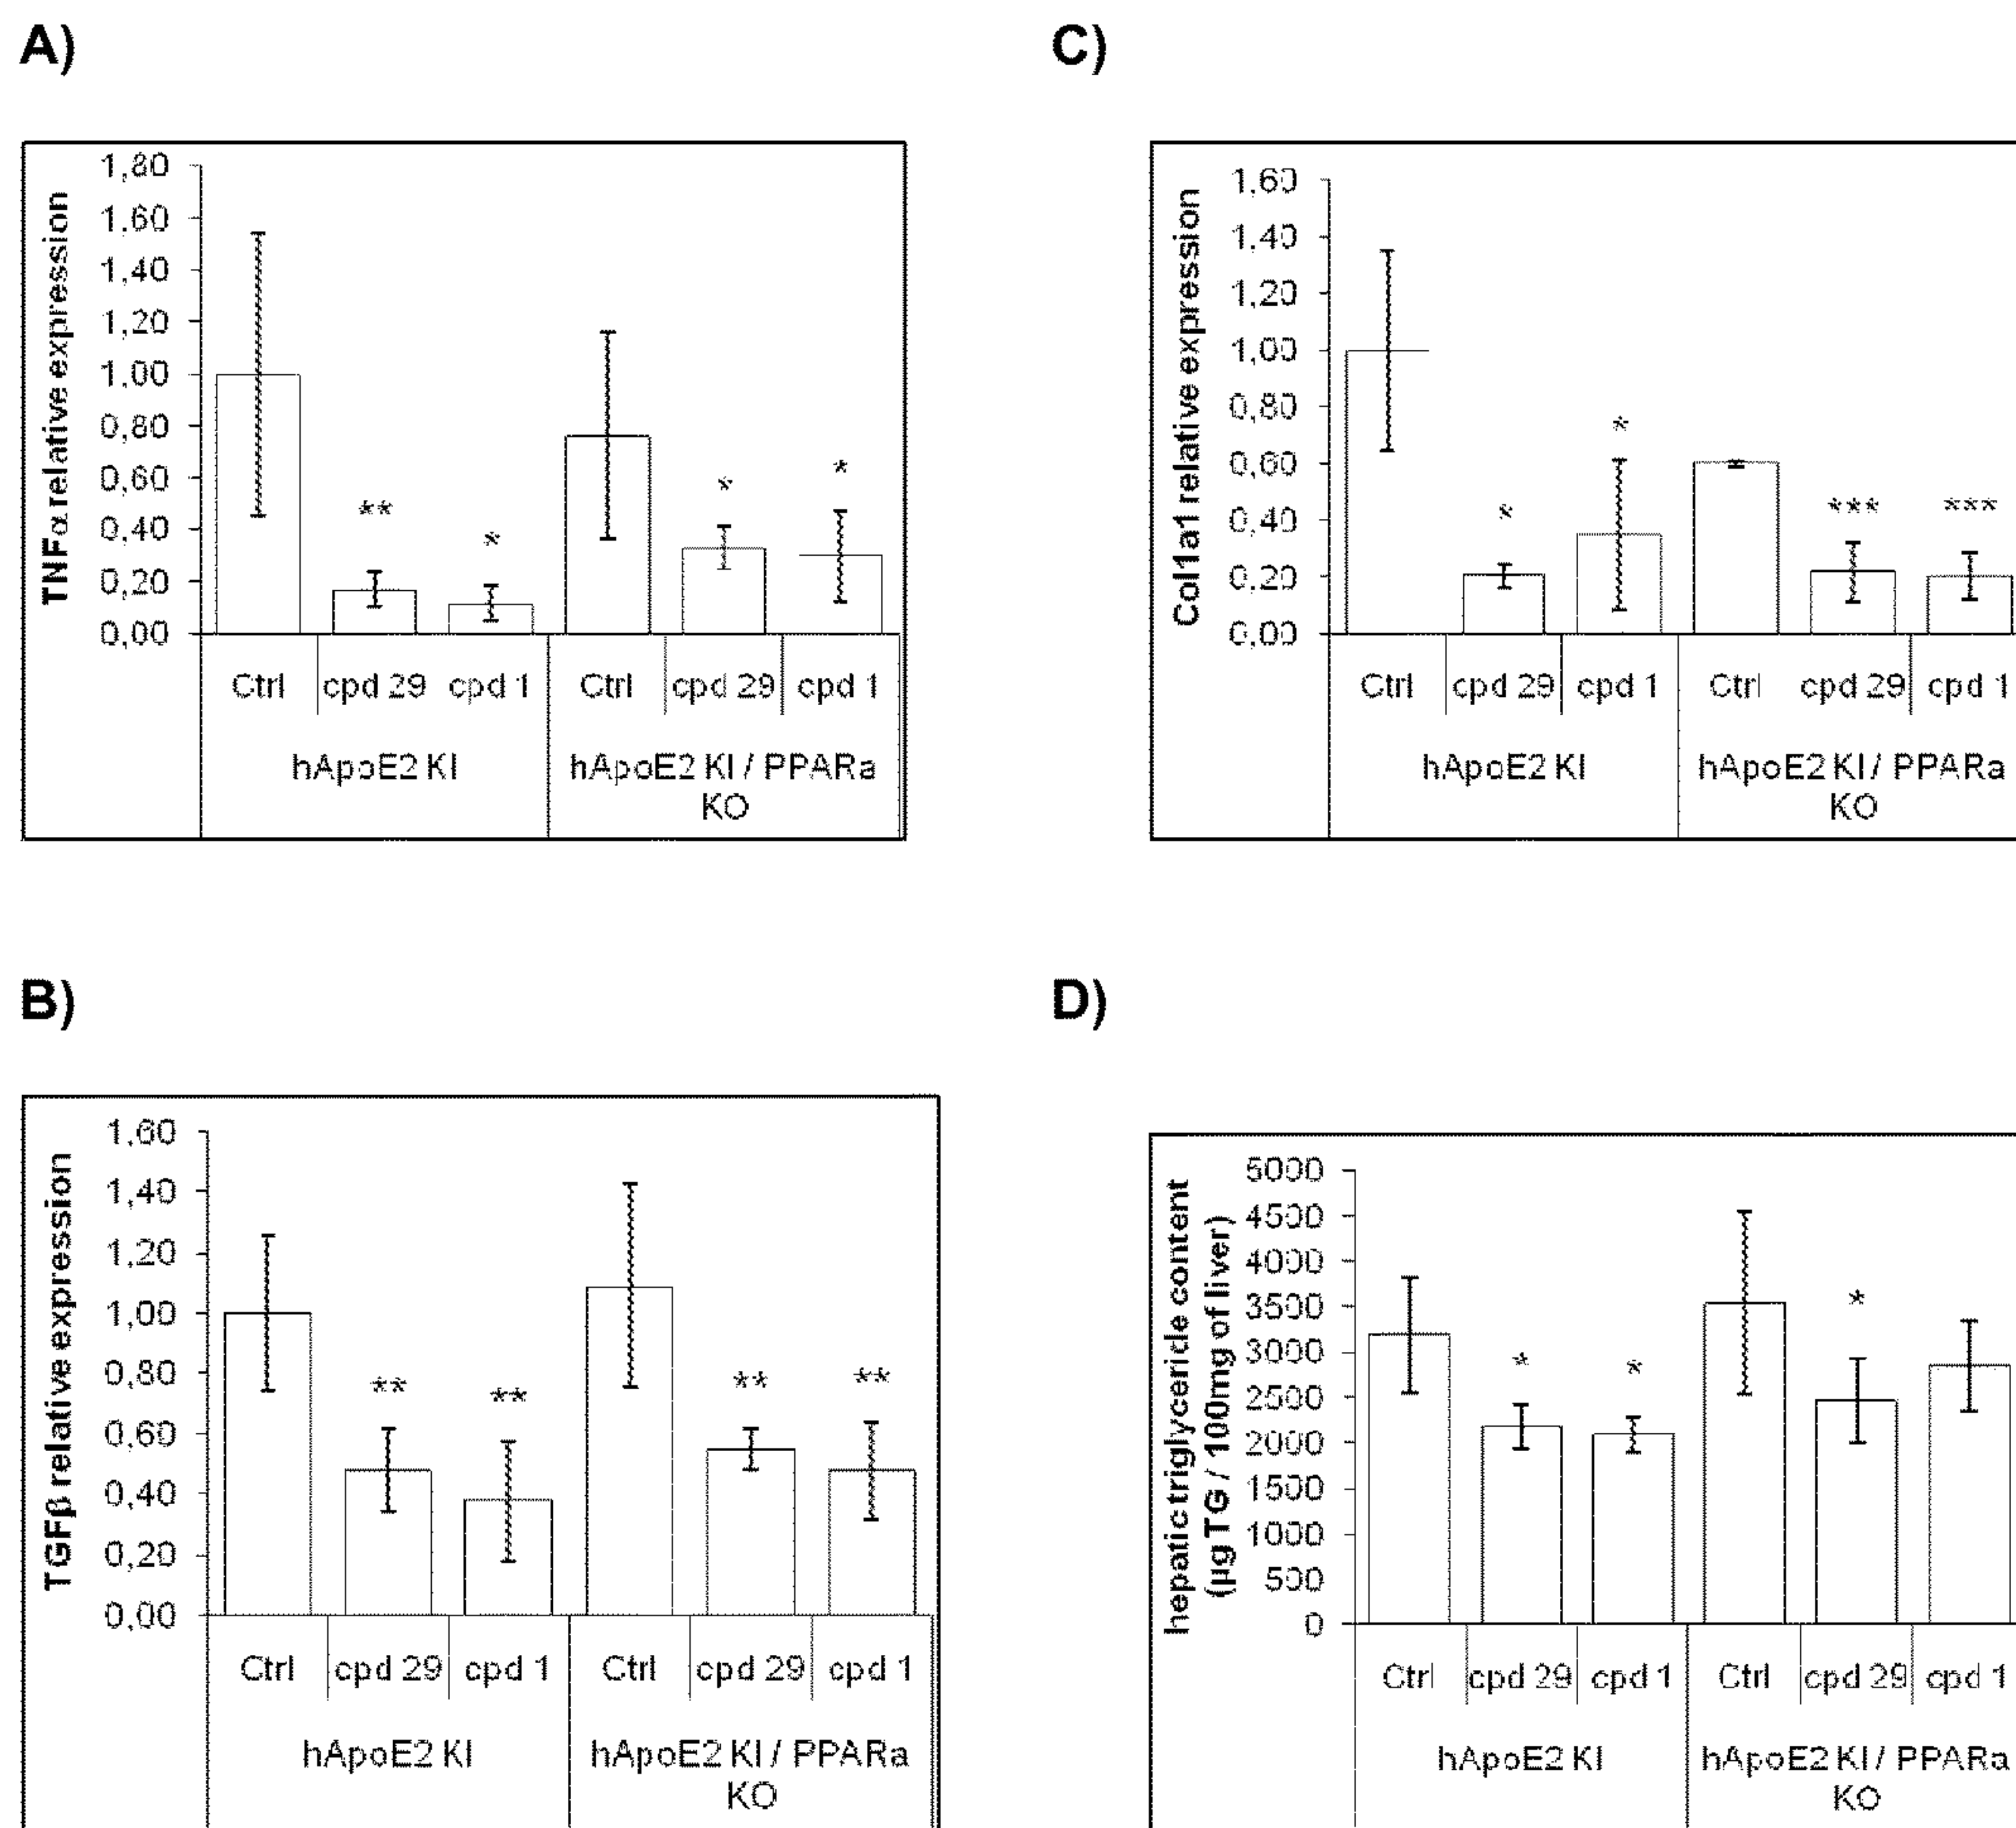 A)
TNFα relative expression
1,80
1,60
1,40
1,20
1,00
0,80
0,60
0,40
0,20
0,00
** * * *
Ctrl cpd 29 cpd 1 Ctrl cpd 29 cpd 1
hApoE2 KI hApoE2 KI / PPARa
KO
C)
Col1a1 relative expression
1,60
1,40
1,20
1,00
0,80
0,60
0,40
0,20
0,00
* * *** ***
Ctrl cpd 29 cpd 1 Ctrl cpd 29 cpd 1
hApoE2 KI hApoE2 KI / PPARa
KO
B)
TGFβ relative expression
1,60
1,40
1,20
1,00
0,80
0,60
0,40
0,20
0,00
** ** ** **
Ctrl cpd 29 cpd 1 Ctrl cpd 29 cpd 1
hApoE2 KI hApoE2 KI / PPARa
KO
D)
hepatic triglyceride content
(µg TG / 100mg of liver)
5000
4500
4000
3500
3000
2500
2000
1500
1000
500
0
* * *
Ctrl cpd 29 cpd 1 Ctrl cpd 29 cpd 1
hApoE2 KI hApoE2 KI / PPARa
KO